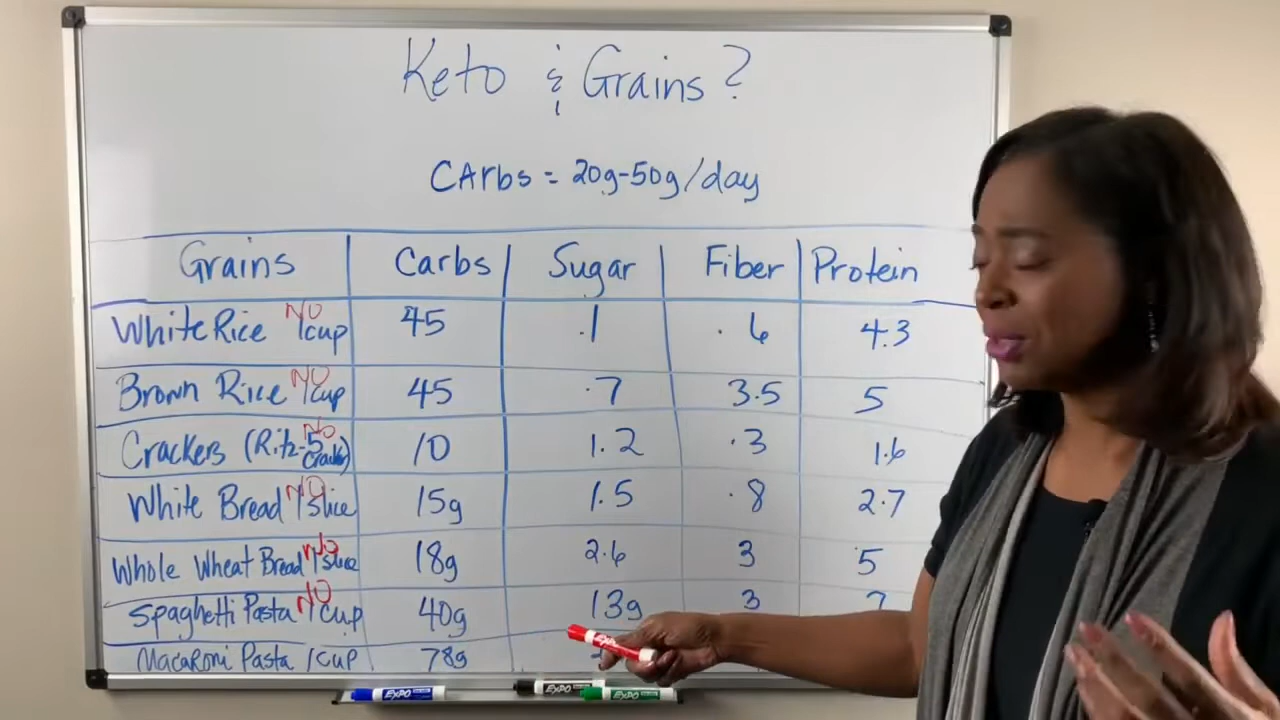 Keto & Grains?
CArbs = 20g-50g/day
Grains Carbs Sugar Fiber Protein
White Rice NO 1cup 45 .1 .6 4.3
Brown Rice NO 1cup 45 .7 3.5 5
Crackers (Ritz-5 NO Cracks) 10 1.2 .3 1.6
White Bread NO 1slice 15g 1.5 .8 2.7
Whole Wheat Bread NO 1slice 18g 2.6 3 5
Spaghetti Pasta NO 1Cup 40g 13g 3 7
Macaroni Pasta 1cup 78g
EXPO
EXPO
EXPO
EXPO